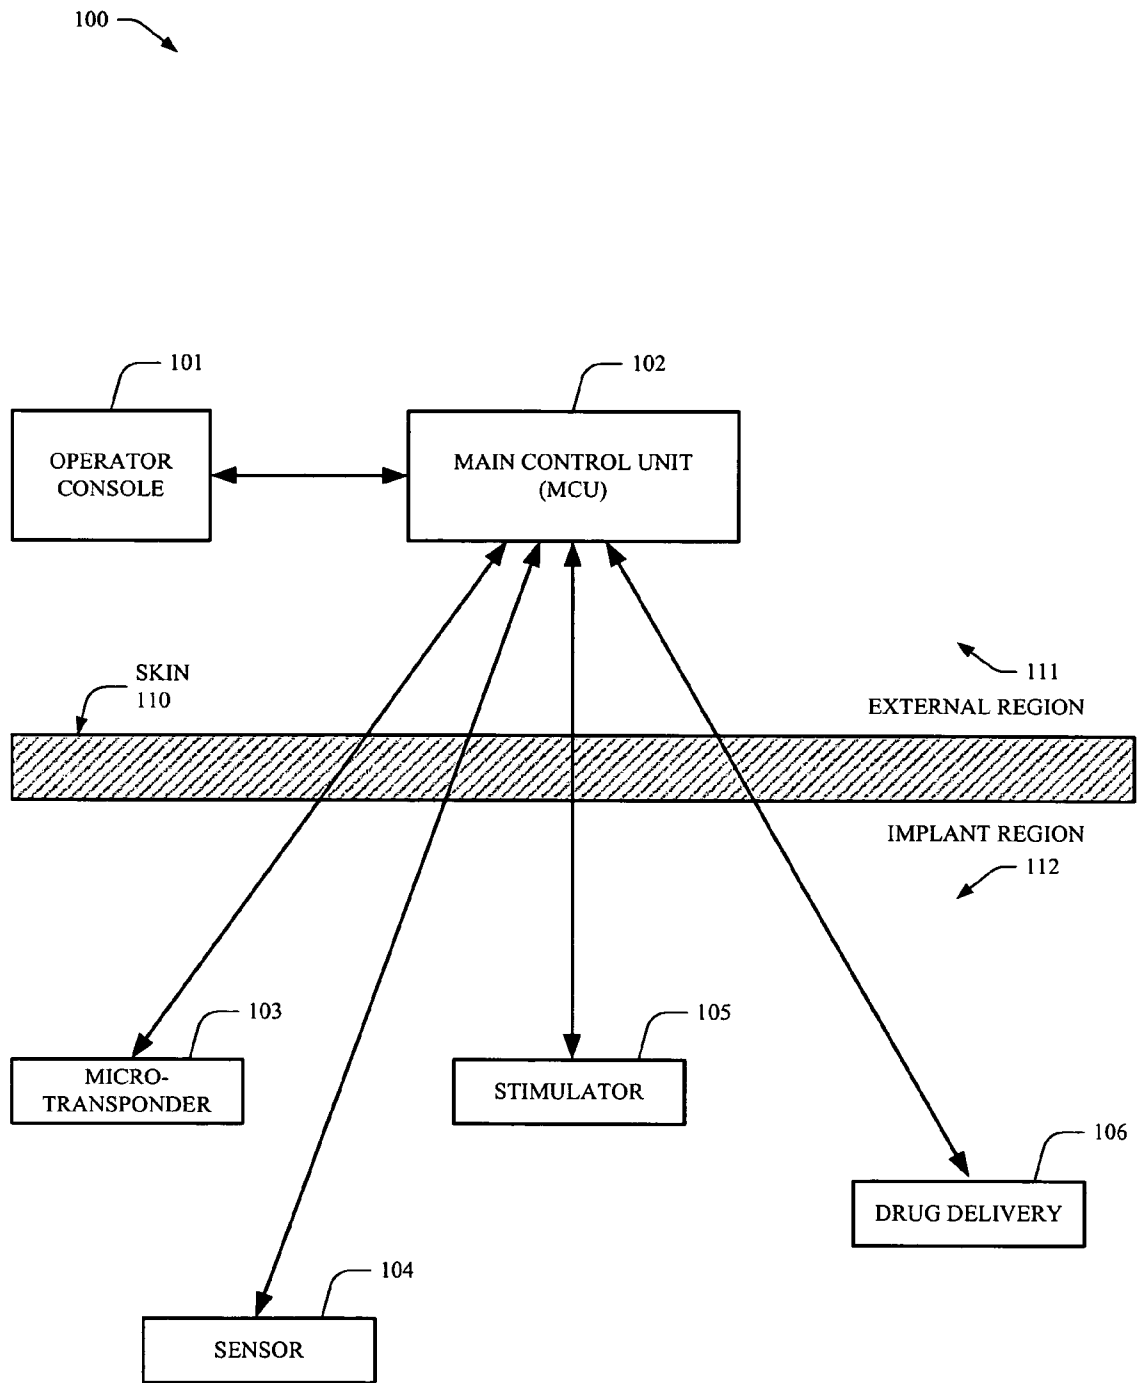 100
101
102
OPERATOR
CONSOLE
MAIN CONTROL UNIT
(MCU)
SKIN
110
111
EXTERNAL REGION
IMPLANT REGION
112
103
MICRO-
TRANSPONDER
105
STIMULATOR
106
DRUG DELIVERY
104
SENSOR